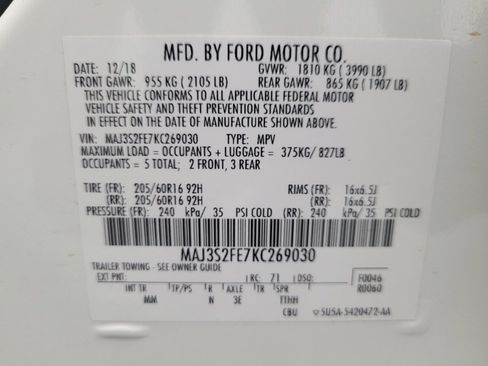 MFD. BY FORD MOTOR CO.
DATE: 12/18 GVWR: 1810 KG ( 3990 LB)
FRONT GAWR: 955 KG ( 2105 LB) REAR GAWR: 865 KG ( 1907 LB)
THIS VEHICLE CONFORMS TO ALL APPLICABLE FEDERAL MOTOR
VEHICLE SAFETY AND THEFT PREVENTION STANDARDS
IN EFFECT ON THE DATE OF MANUFACTURE SHOWN ABOVE.
VIN: MAJ3S2FE7KC269030 TYPE: MPV
MAXIMUM LOAD = OCCUPANTS + LUGGAGE = 375KG/ 827LB
OCCUPANTS = 5 TOTAL; 2 FRONT, 3 REAR
TIRE (FR): 205/60R16 92H RIMS (FR): 16x6.5J
(RR): 205/60R16 92H (RR): 16x6.5J
PRESSURE (FR): 240 kPa/ 35 PSI COLD (RR): 240 kPa/ 35 PSI COLD
MAJ3S2FE7KC269030
TRAILER TOWING - SEE OWNER GUIDE
EXT PNT: RC: 71 DSO: F0046
R0060
INT TR TP/PS R AXLE TR SPR
MM N 3E TTHH
CBU 5U5A-5420472-AA